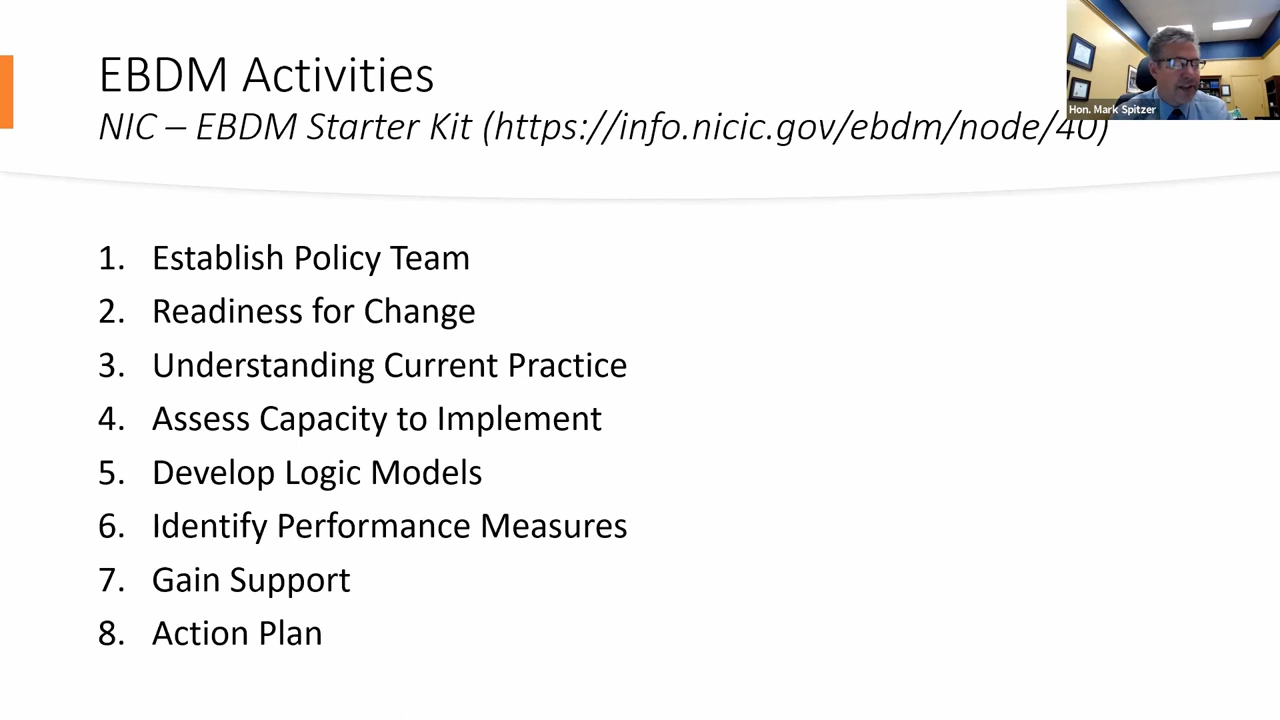 EBDM Activities
NIC – EBDM Starter Kit (https://info.nicic.gov/ebdm/node/40)
Hon. Mark Spitzer
1. Establish Policy Team
2. Readiness for Change
3. Understanding Current Practice
4. Assess Capacity to Implement
5. Develop Logic Models
6. Identify Performance Measures
7. Gain Support
8. Action Plan